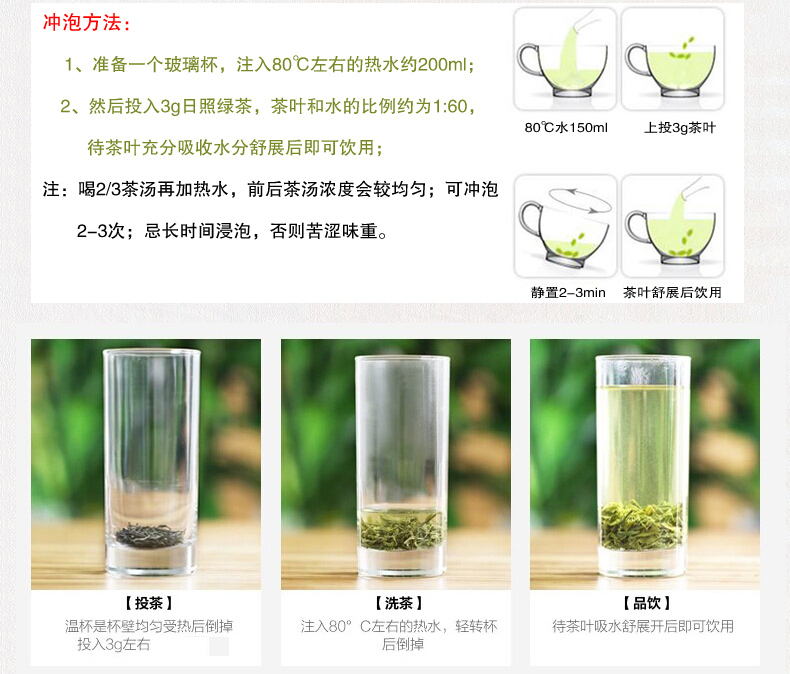 冲泡方法：
1、准备一个玻璃杯，注入80℃左右的热水约200ml；
2、然后投入3g日照绿茶，茶叶和水的比例约为1:60，
待茶叶充分吸收水分舒展后即可饮用；
注：喝2/3茶汤再加热水，前后茶汤浓度会较均匀；可冲泡
2-3次；忌长时间浸泡，否则苦涩味重。
80℃水150ml
上投3g茶叶
静置2-3min
茶叶舒展后饮用
【投茶】
温杯是杯壁均匀受热后倒掉
投入3g左右
【洗茶】
注入80°C左右的热水，轻转杯
后倒掉
【品饮】
待茶叶吸水舒展开后即可饮用